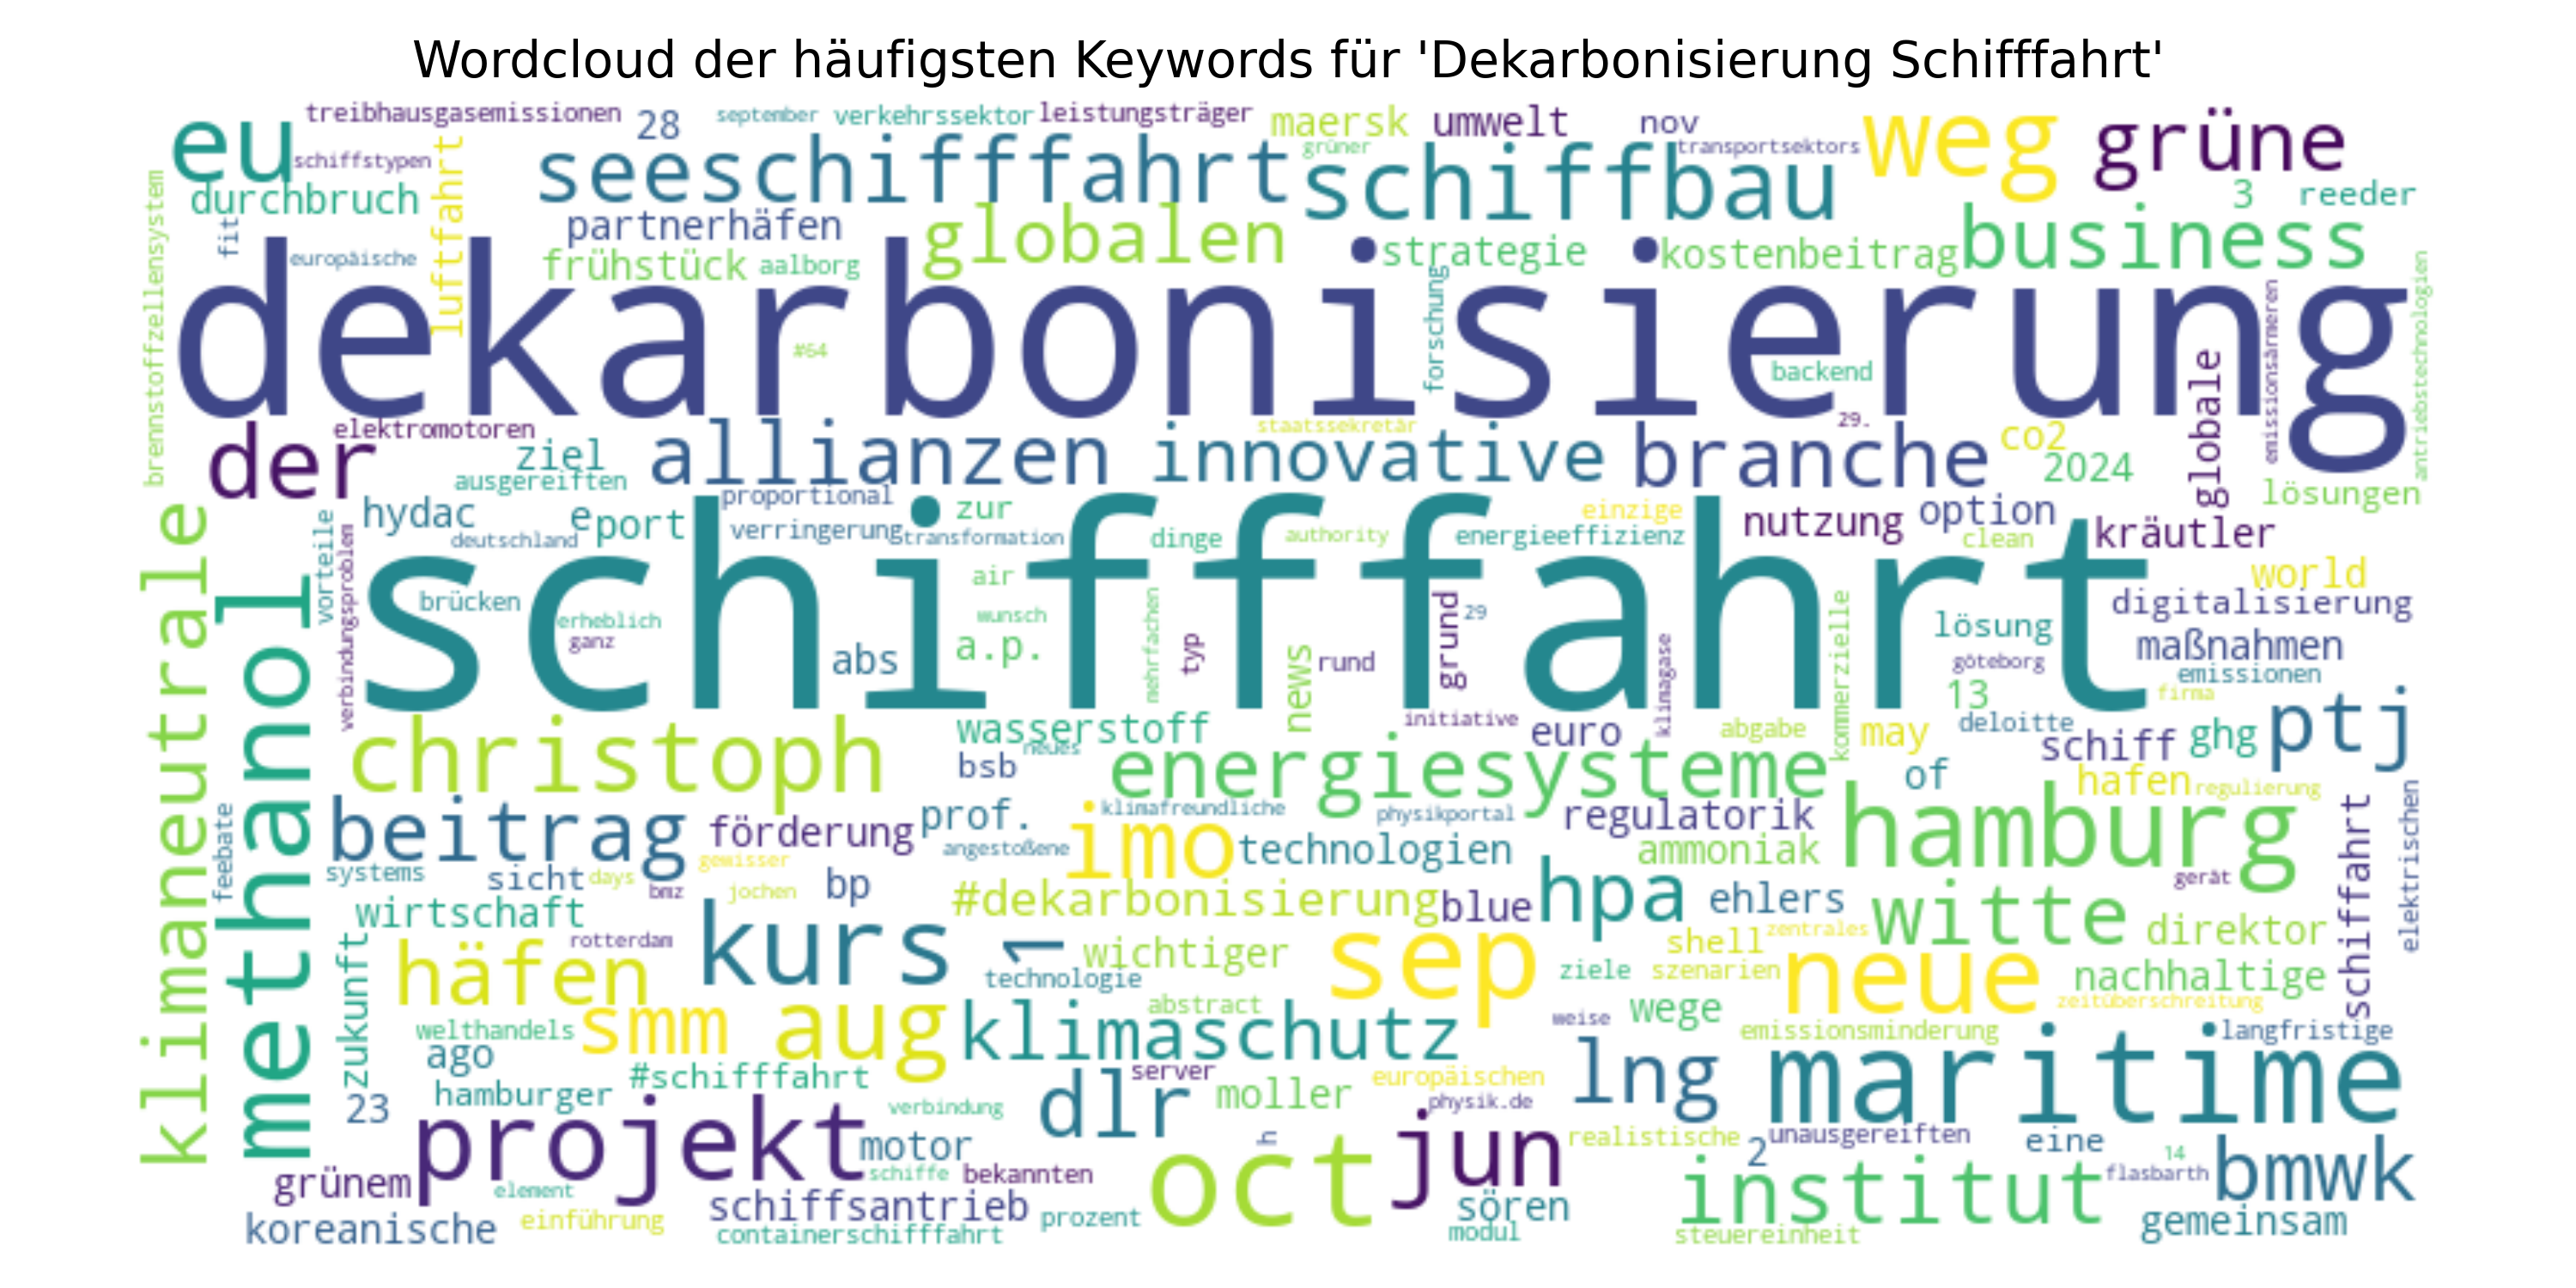 Wordcloud der häufigsten Keywords für 'Dekarbonisierung Schifffahrt'
treibhausgasemissionen 28 september verkehrssektor leistungsträger maersk umwelt nov
eu schiffstypen seeschifffahrt grüner schiffbau transportsektors weg grüne
durchbruch luftfahrt partnerhäfen globalen 3 reeder
brennstoffzellensystem fit europäische frühstück aalborg strategie kostenbeitrag business
dekarbonisierung
#64 forschung backend globale emissionsärmeren antriebstechnologien
der elektromotoren ziel allianzen staatssekretär innovative 29. branche co2 2024
ausgereiften lösungen
hydac eport proportional zur einzige nutzung option kräutler
deutschland verringerung transformation dinge authority energieeffizienz clean
schifffahrt
klimaneutrale methanol vorteile verbindungsproblem air world
brücken wunsch mehrfachen 29 kommerzielle digitalisierung
erheblich ganz abs a.p. typ news rund grund klimagase lösung maßnahmen
göteborg emissionen
13 firma
christoph wasserstoff initiative euro abgabe may deloitte schiff ghg ptj
bsb neues energiesysteme of hafen regulierung
beitrag förderung prof. klimafreundliche physikportal regulatorik hamburg
feebate angestoßene imo technologien ammoniak schifffahrt elektrischen
systems sicht days gewisser bmz jochen bp #dekarbonisierung blue hpa ehlers gerät
wirtschaft witte direktor
zukunft häfen rotterdam kurs 1 wichtiger sep shell zentrales
technologie ziele szenarien neue nachhaltige
welthandels smm aug abstract weise wege zeitüberschreitung
ago klimaschutz emissionsminderung langfristige
#schifffahrt server europäischen lng maritime
23 hamburger verbindung dlr moller physik.de
projekt motor h jun realistische 2 unausgereiften eine
grünem element schiffe bekannten oct institut 14 flasbarth bmwk
koreanische einführung schiffsantrieb prozent sören gemeinsam
containerschifffahrt modul steuereinheit